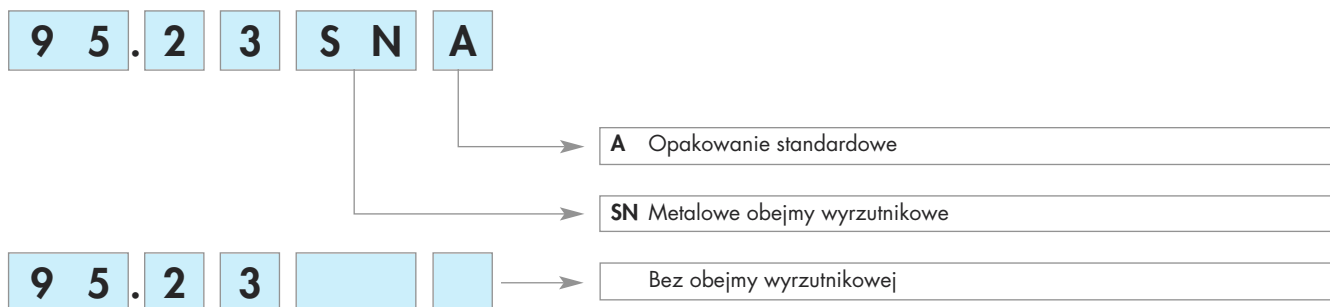 9 5 . 2 3 S N A
A Opakowanie standardowe
SN Metalowe obejmy wyrzutnikowe
9 5 . 2 3
Bez obejmy wyrzutnikowej